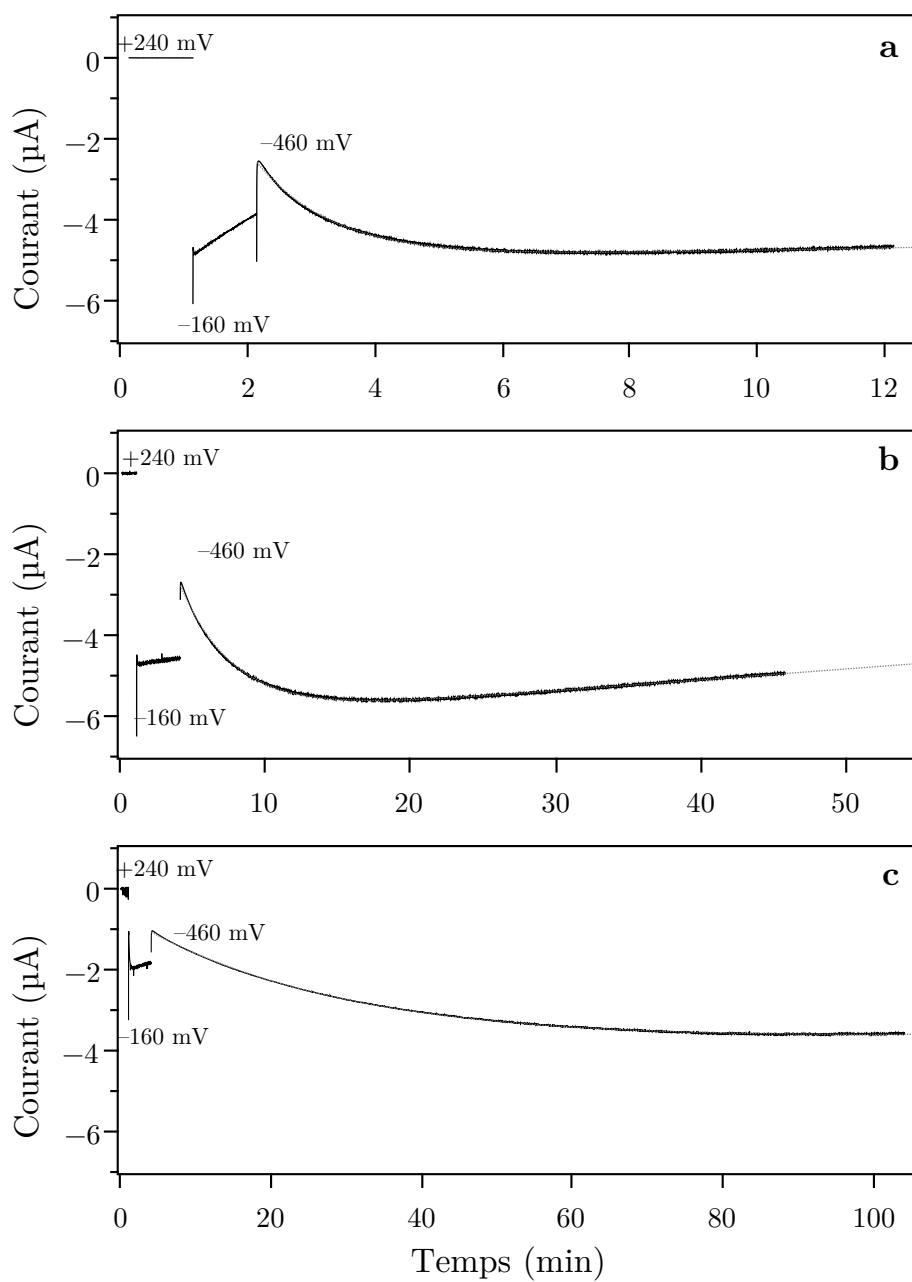 a
+240 mV
0
–460 mV
−2
−4
−6
–160 mV
Courant (µA)
0 2 4 6 8 10 12
b
+240 mV
0
–460 mV
−2
−4
−6
–160 mV
Courant (µA)
0 10 20 30 40 50
c
+240 mV
0
–460 mV
−2
–160 mV
−4
−6
Courant (µA)
0 20 40 60 80 100
Temps (min)